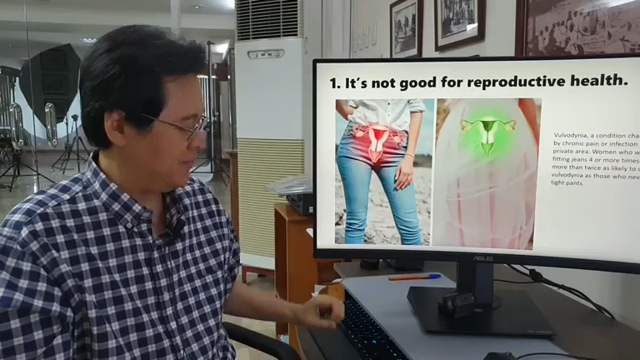 1. It's not good for reproductive health.
Vulvodynia, a condition cha
by chronic pain or infection
private area. Women who w
fitting jeans 4 or more times
more than twice as likely to
vulvodynia as those who nev
tight pants.
ASUS